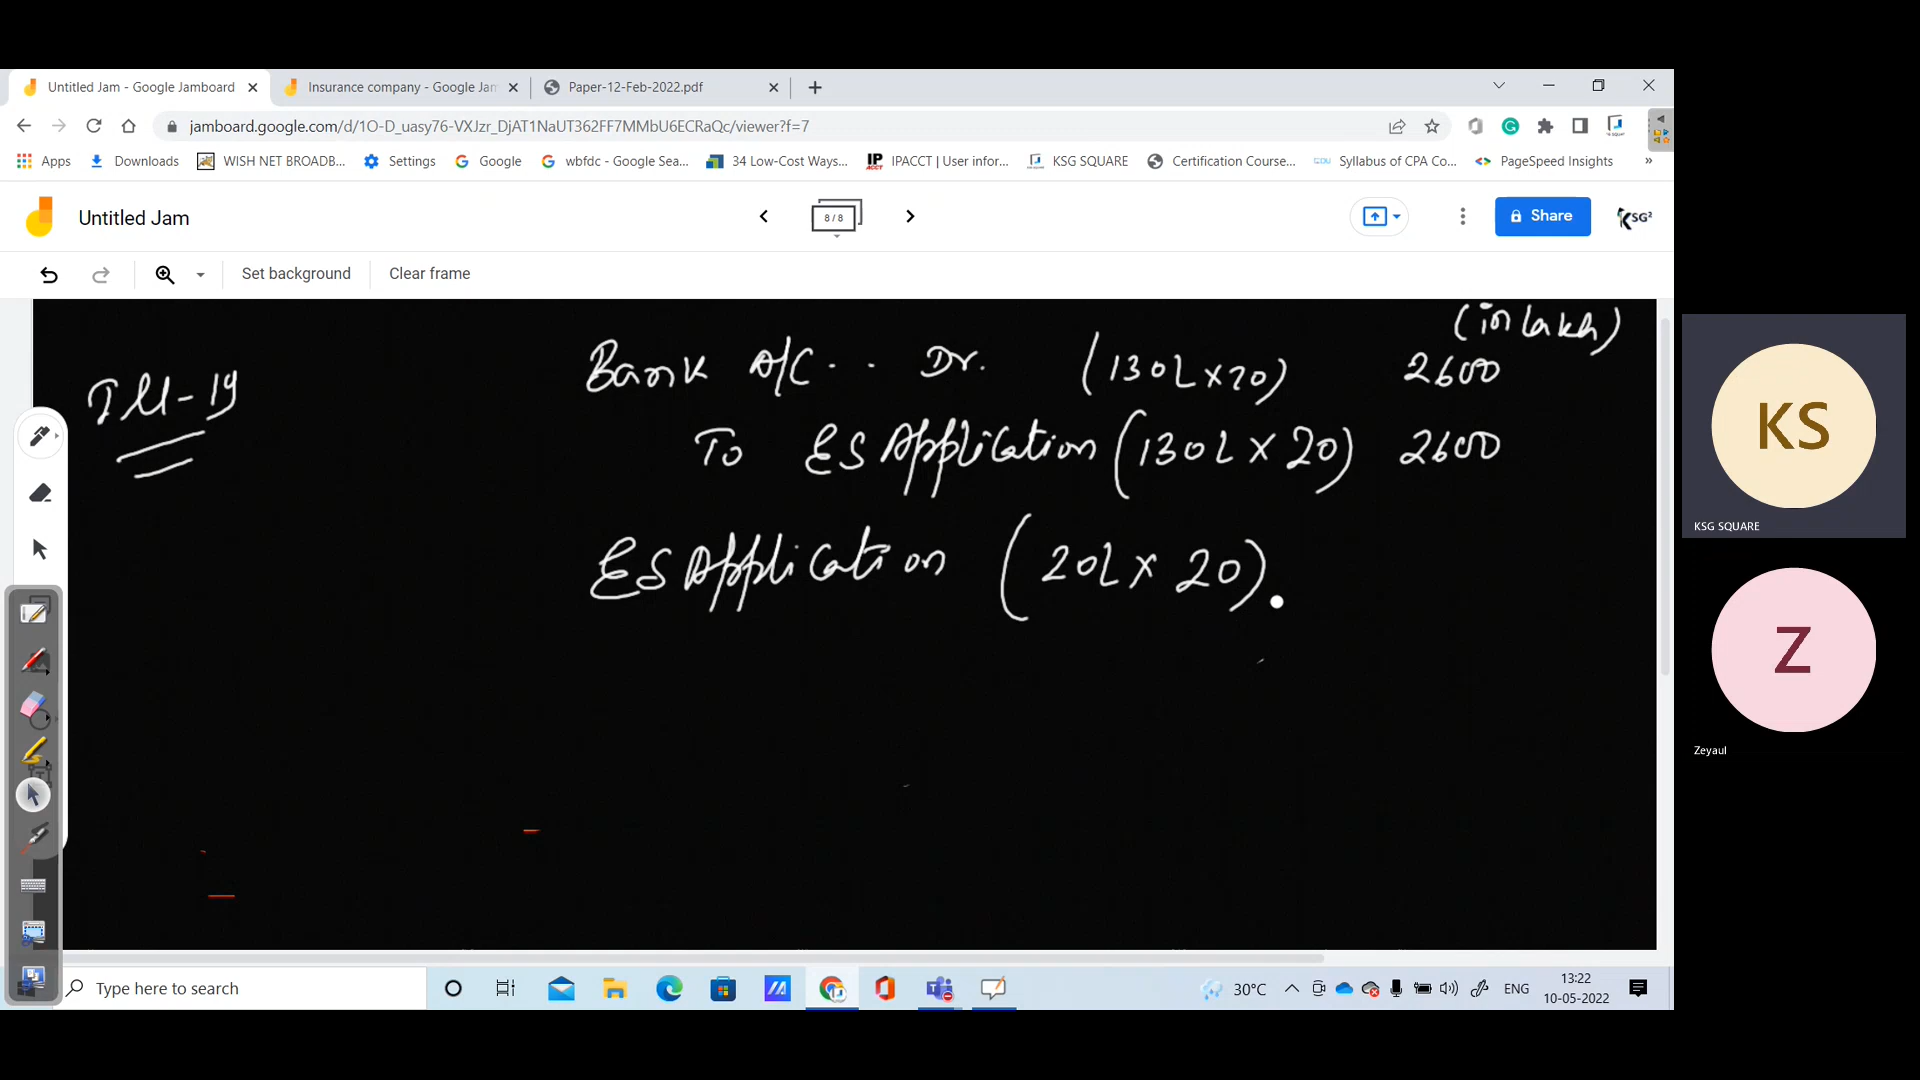 Untitled Jam - Google Jamboard
Insurance company - Google Jam
Paper-12-Feb-2022.pdf
jamboard.google.com/d/1O-D_uasy76-VXJzr_DjAT1NaUT362FF7MMbU6ECRaQc/viewer?f=7
Apps
Downloads
WISH NET BROADB...
Settings
Google
wbfdc - Google Sea...
34 Low-Cost Ways...
IPACCT | User infor...
KSG SQUARE
Certification Course...
Syllabus of CPA Co...
PageSpeed Insights
»
Untitled Jam
8 / 8
Share
KSG²
Set background
Clear frame
(in lakh)
Bank A/C .. Dr. (130L×20) 2600
Ill-19
To ES Application (130L × 20) 2600
ES Application (20L × 20).
KS
KSG SQUARE
Z
Zeyaul
Type here to search
30°C
ENG
13:22
10-05-2022